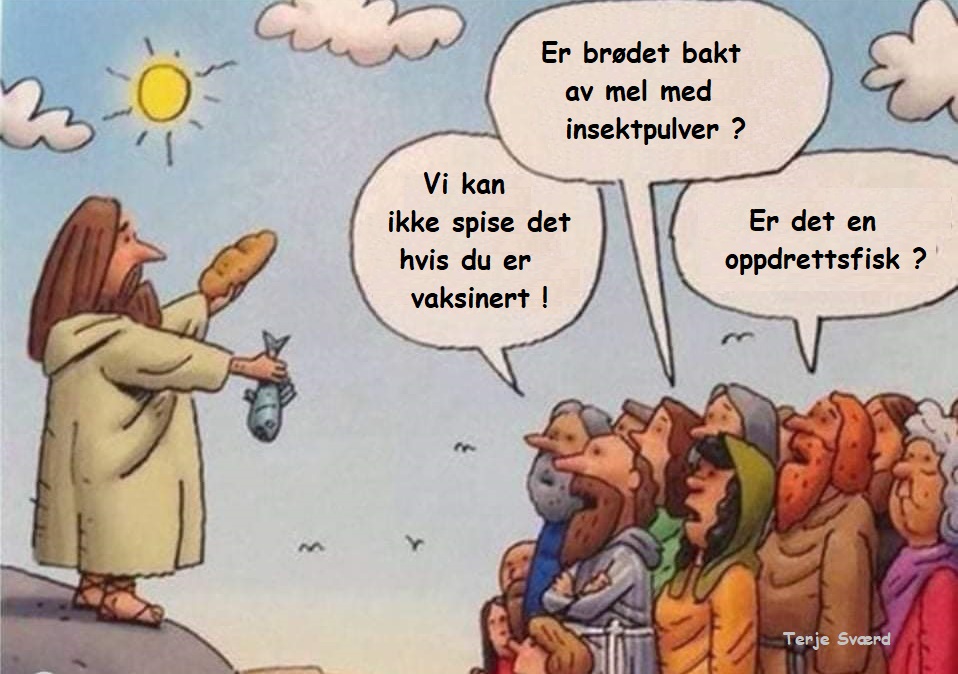 Er brødet bakt
av mel med
insektpulver ?
Vi kan
ikke spise det
hvis du er
vaksinert !
Er det en
oppdrettsfisk ?
Terje Sværd